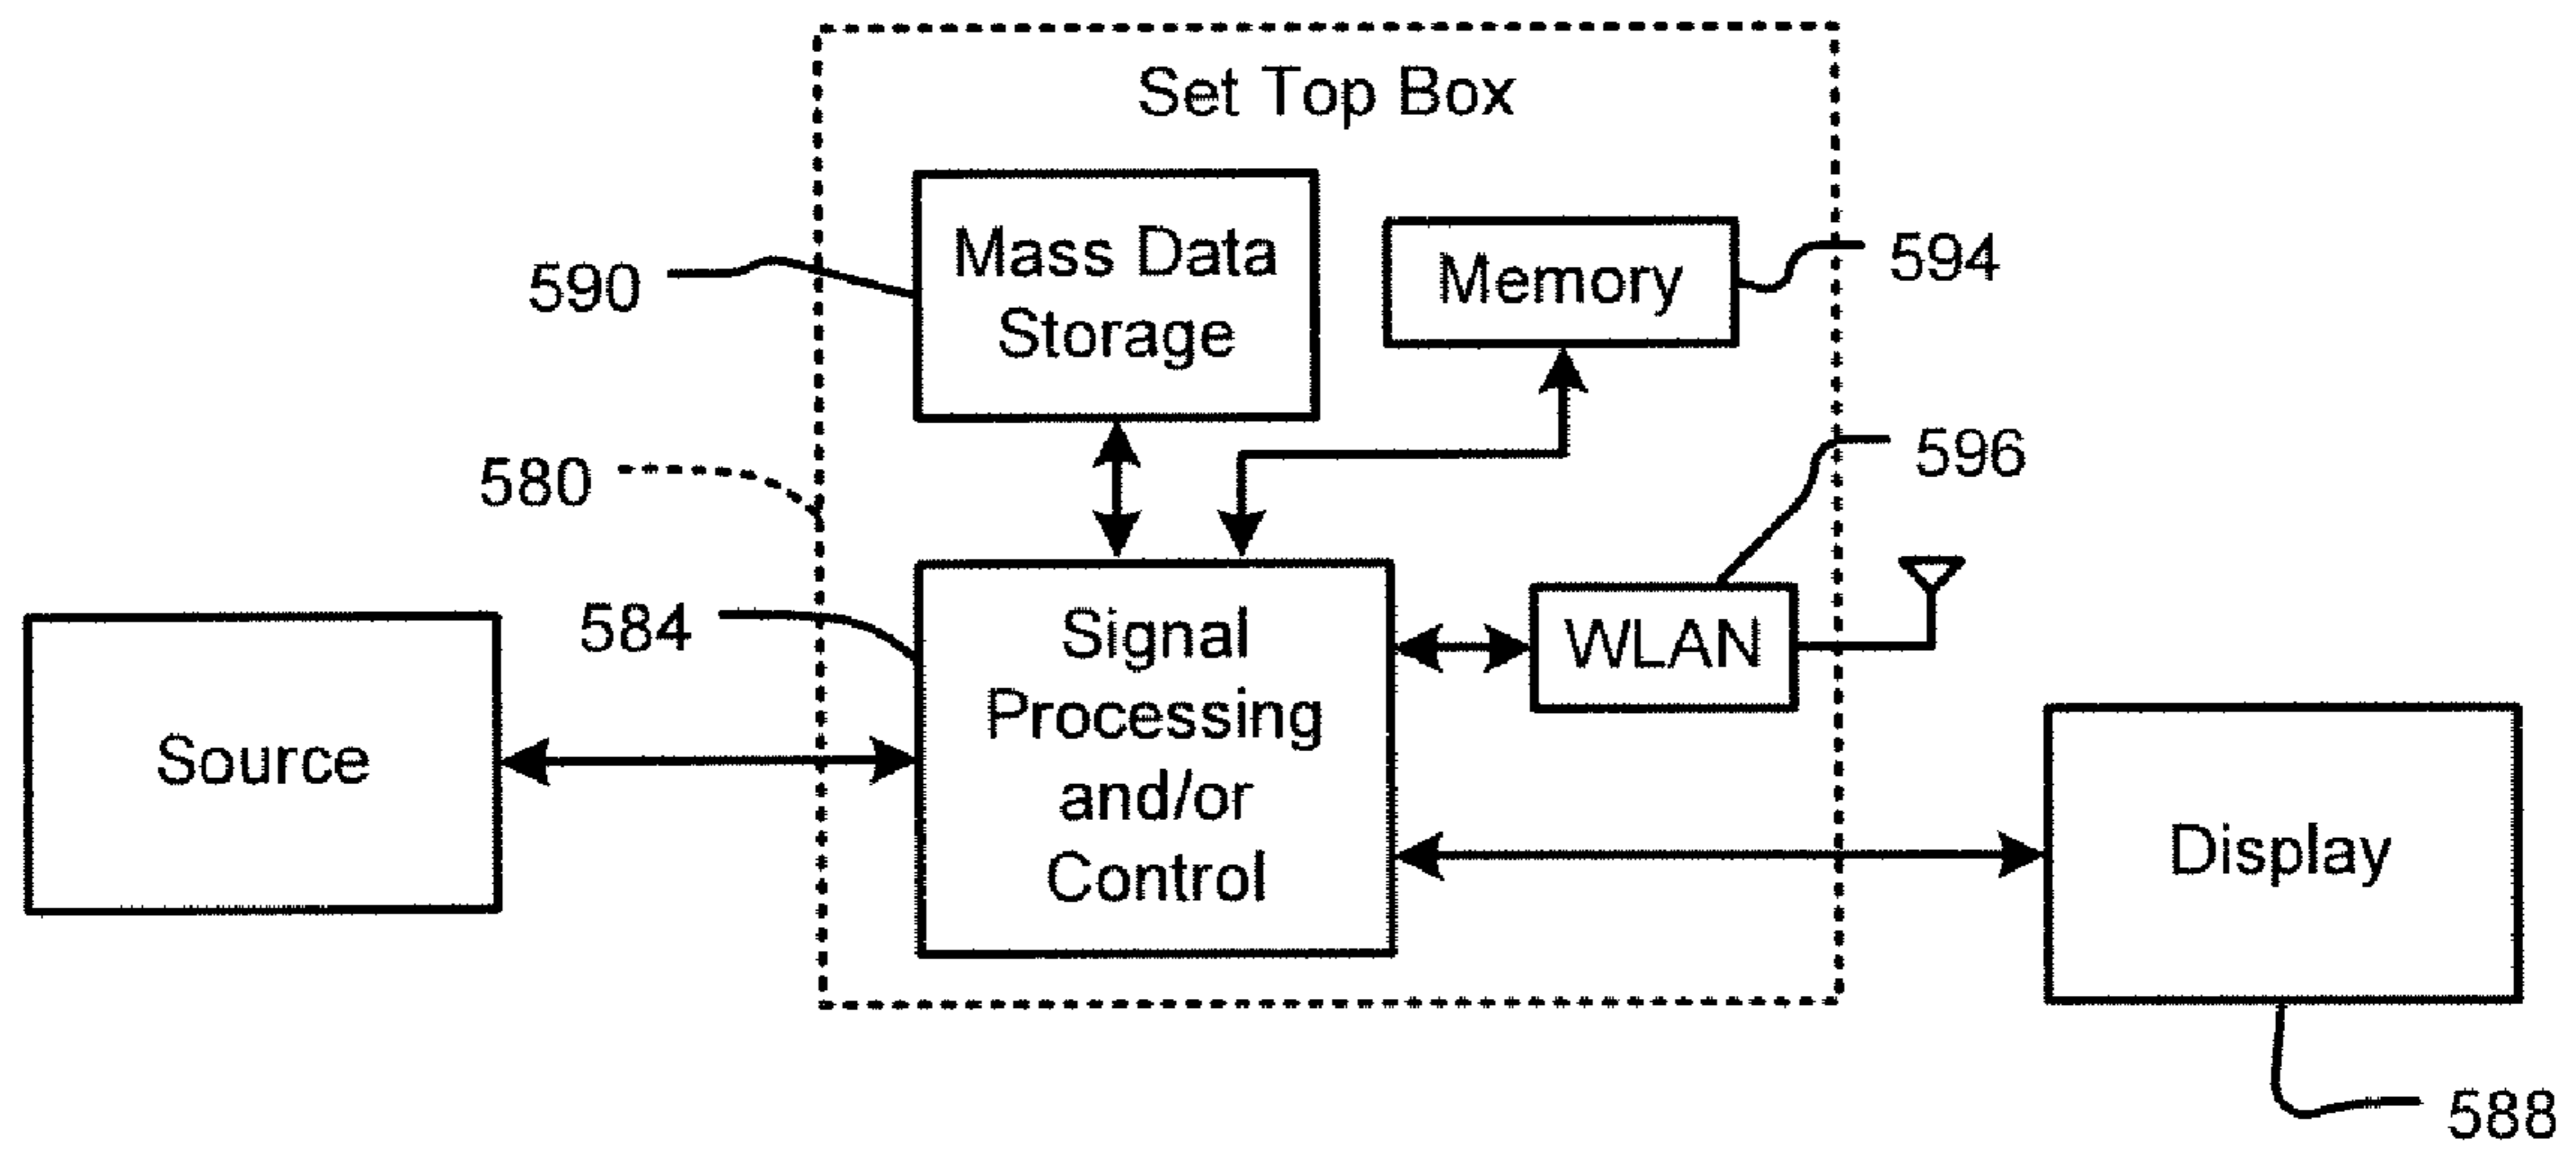 Set Top Box
Mass Data
Storage
590
Memory
594
596
580
584
Signal
Processing
and/or
Control
WLAN
Source
Display
588